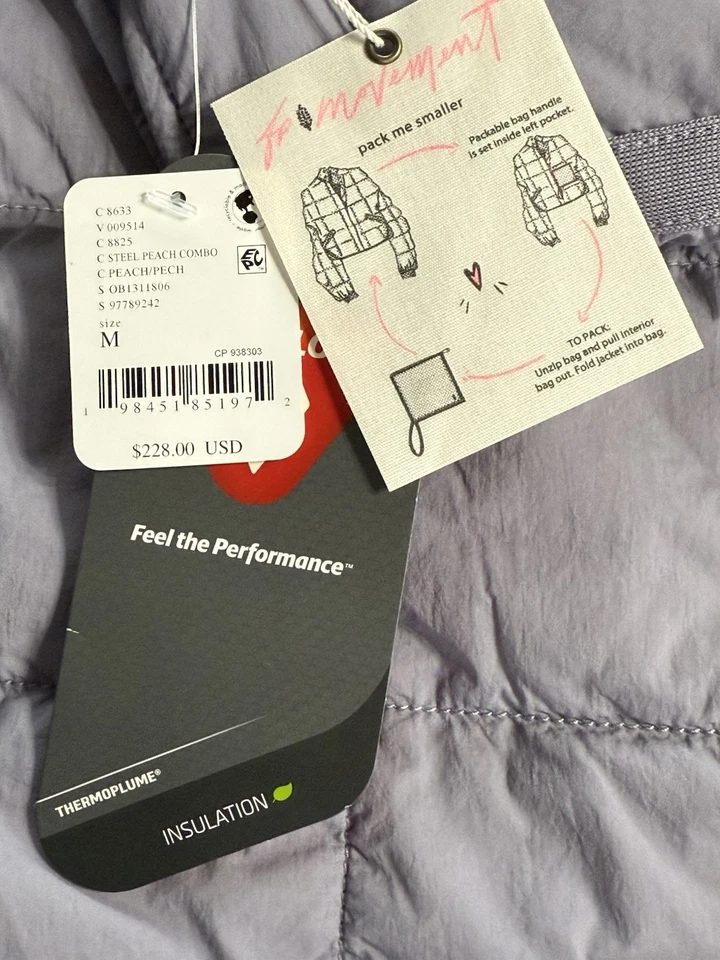 fp movement
pack me smaller
Packable bag handle
is set inside left pocket.
TO PACK:
Unzip bag and pull interior
bag out. Fold jacket into bag.
C 8633
V 009514
C 8825
C STEEL PEACH COMBO
C PEACH/PECH
S OB1311806
S 97789242
size
M
CP 938303
1 98451 85197 2
$228.00 USD
Feel the Performance™
THERMOPLUME®
INSULATION